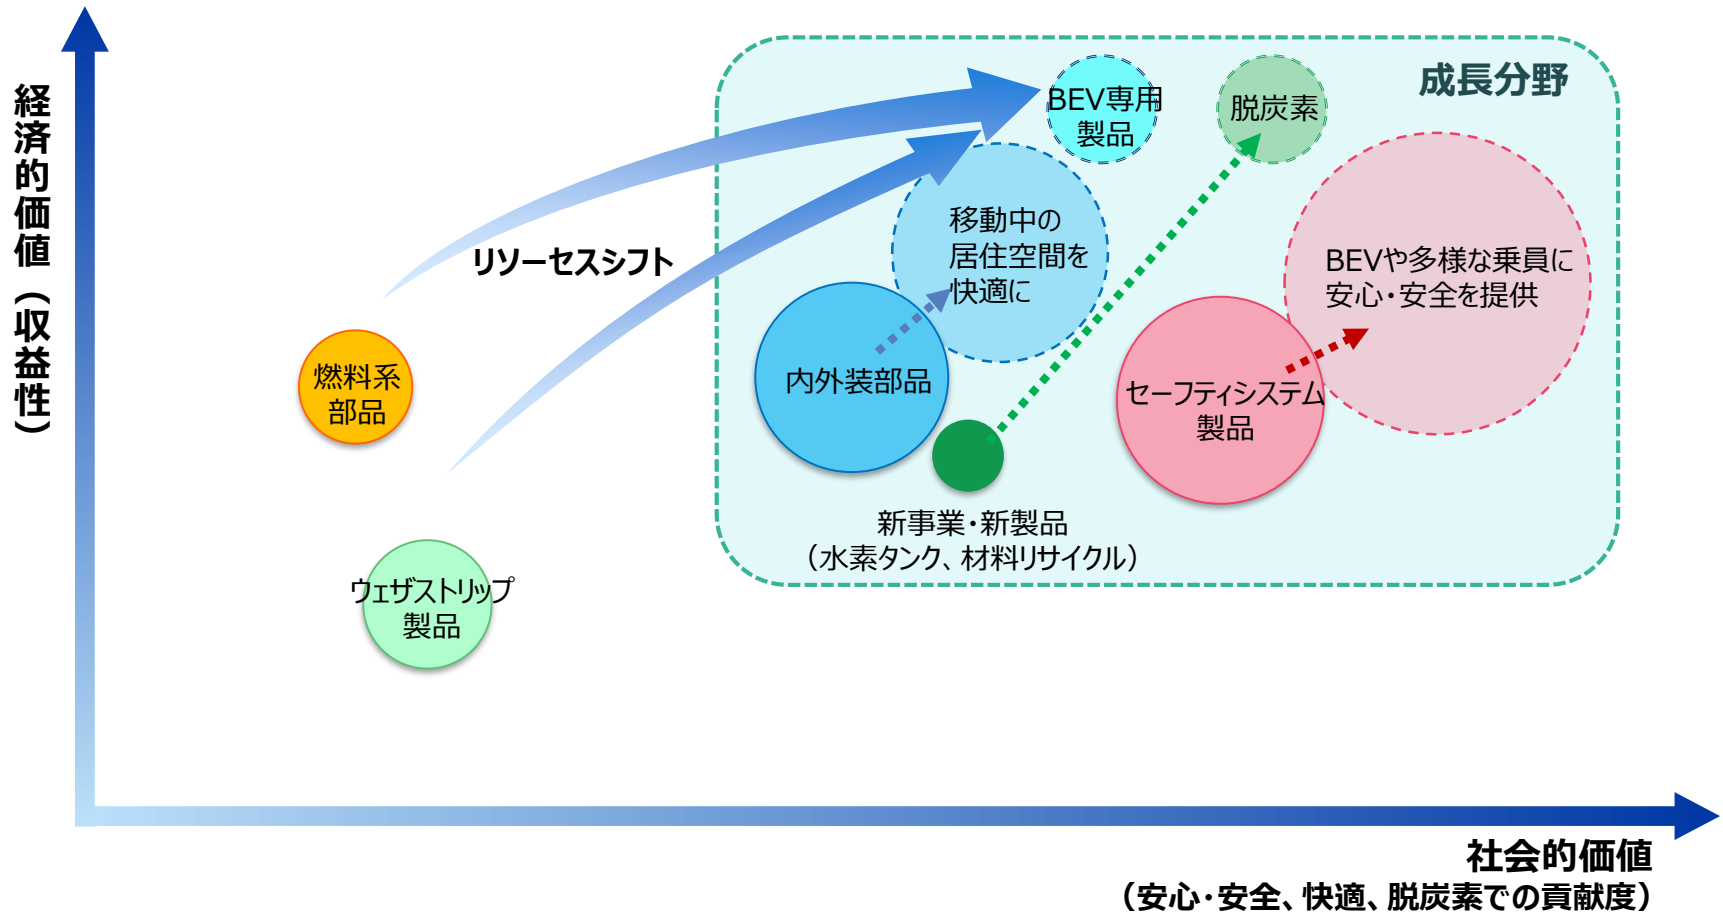 経済的価値（収益性）
成長分野
BEV専用
製品
脱炭素
移動中の
居住空間を
快適に
リソーセスシフト
BEVや多様な乗員に
安心・安全を提供
燃料系
部品
内外装部品
セーフティシステム
製品
新事業・新製品
（水素タンク、材料リサイクル）
ウェザストリップ
製品
社会的価値
（安心・安全、快適、脱炭素での貢献度）